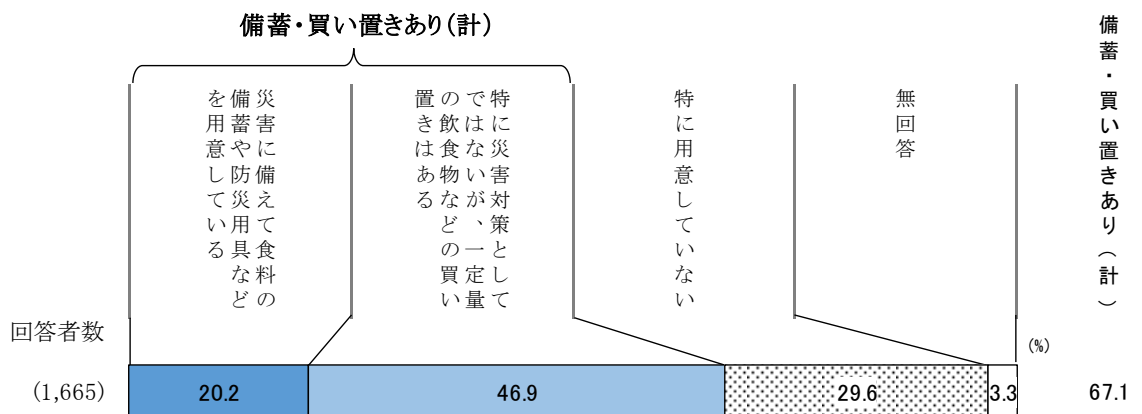 備蓄・買い置きあり(計)
災害に備えて食料の
備蓄や防災用具など
を用意している
特に災害対策として
ではないが、一定量
の飲食物などの買い
置きはある
特に用意していない
無回答
備蓄・買い置きあり(計)
回答者数
(%)
(1,665)
20.2
46.9
29.6
3.3
67.1